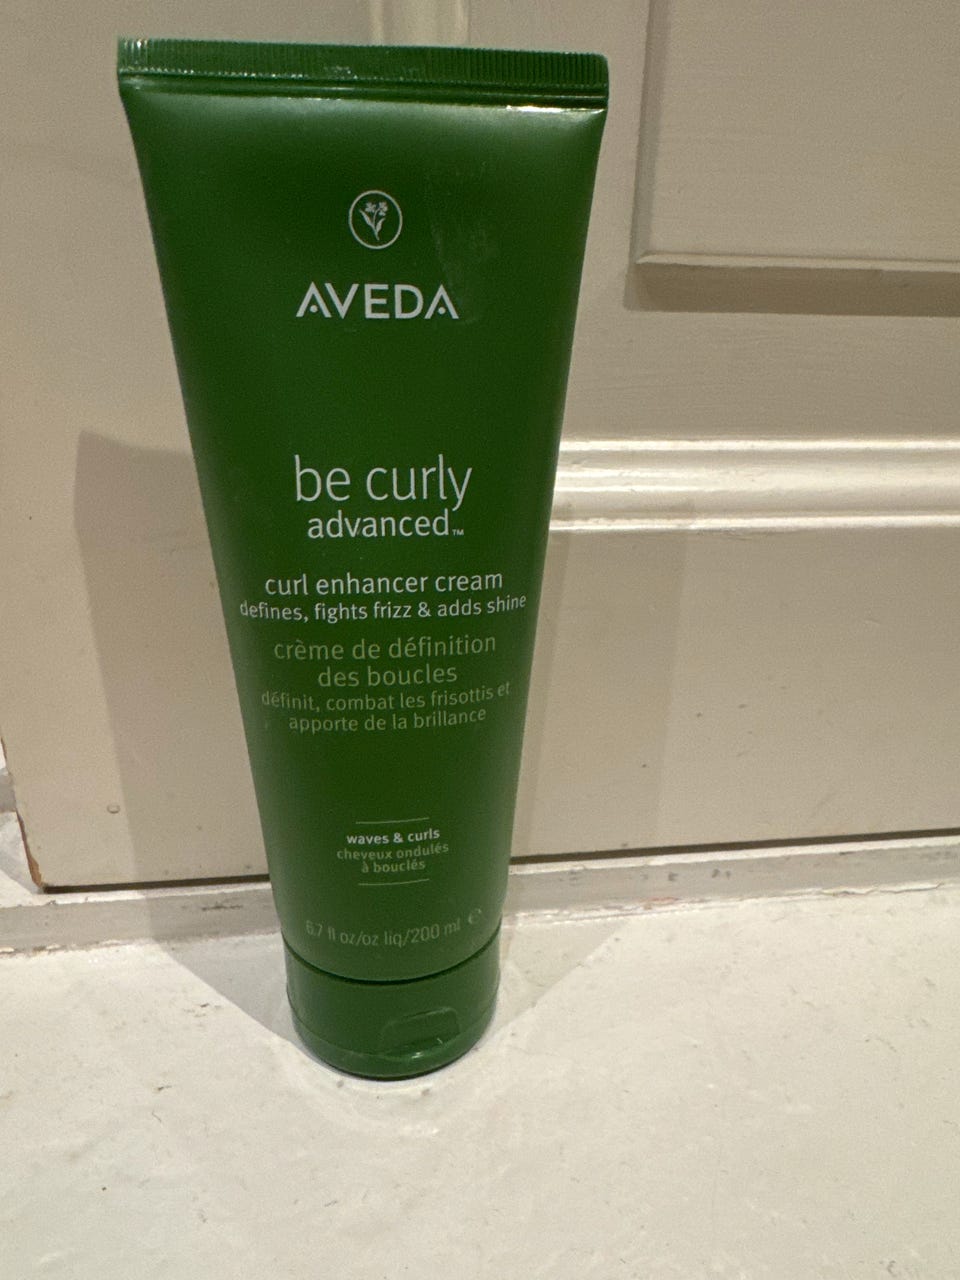 AVEDA
be curly
advanced™
curl enhancer cream
defines, fights frizz & adds shine
crème de définition
des boucles
définit, combat les frisottis et
apporte de la brillance
waves & curls
cheveux ondulés
à bouclés
6.7 fl oz/oz liq/200 ml ℮